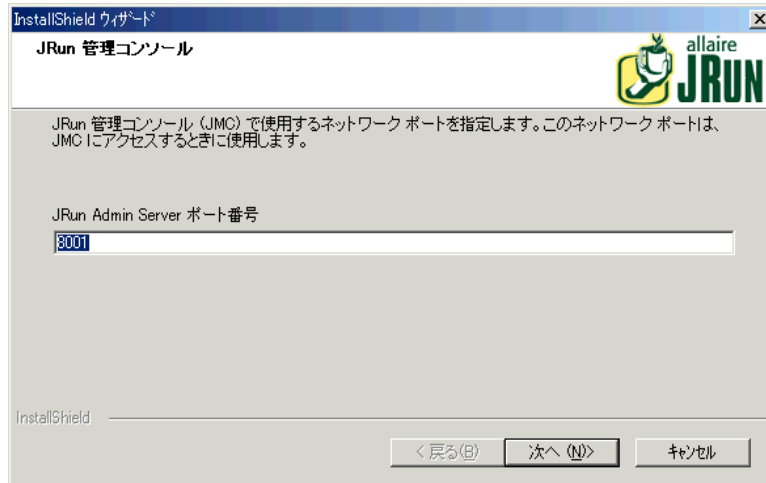 InstallShield ウィザード
JRun 管理コンソール
allaire
JRUN
JRun 管理コンソール (JMC) で使用するネットワーク ポートを指定します。このネットワーク ポートは、
JMC にアクセスするときに使用します。
JRun Admin Server ポート番号
8001
InstallShield
< 戻る(B)
次へ (N)>
キャンセル